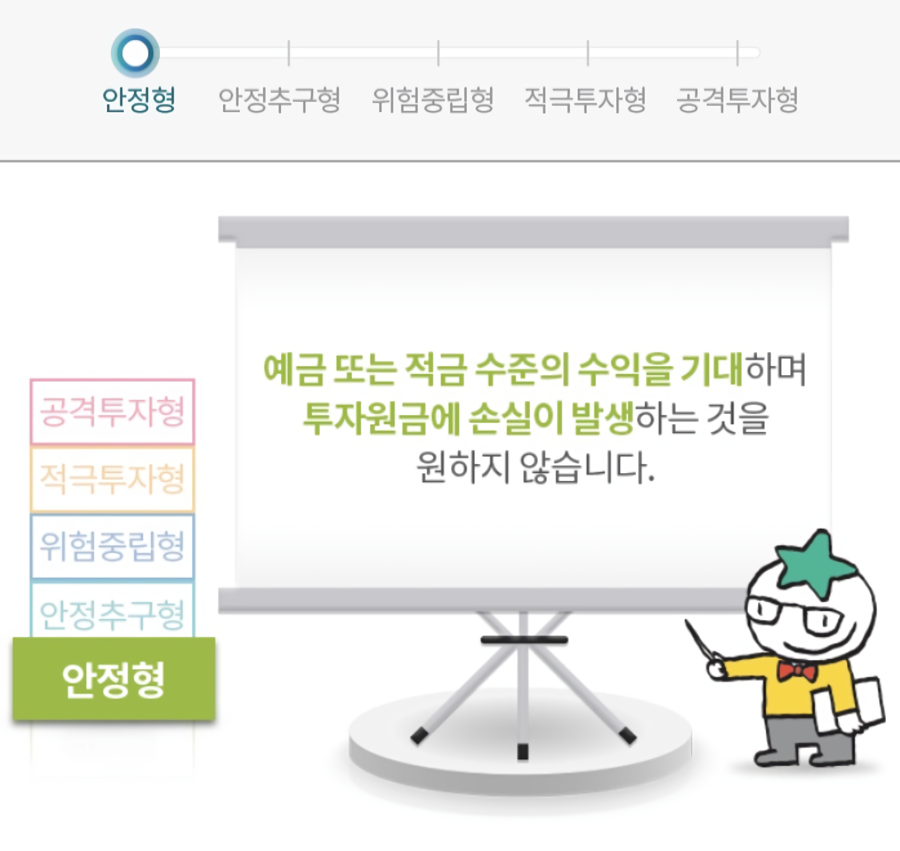 안정형 안정추구형 위험중립형 적극투자형 공격투자형
예금 또는 적금 수준의 수익을 기대하며
투자원금에 손실이 발생하는 것을
원하지 않습니다.
공격투자형
적극투자형
위험중립형
안정추구형
안정형